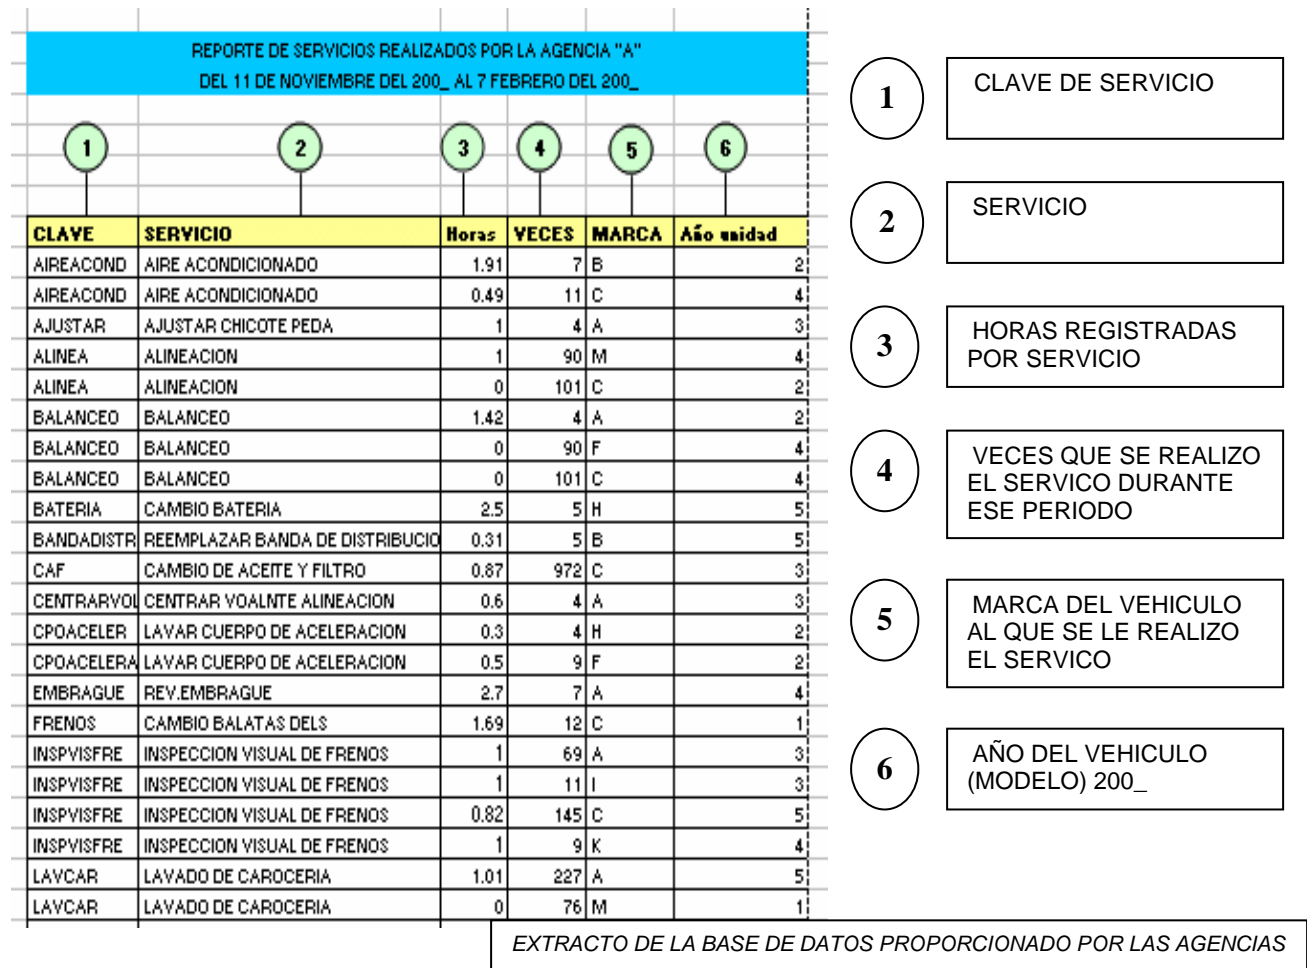 REPORTE DE SERVICIOS REALIZADOS POR LA AGENCIA "A"
DEL 11 DE NOVIEMBRE DEL 200_ AL 7 FEBRERO DEL 200_
1 2 3 4 5 6
CLAVE SERVICIO Horas VECES MARCA Año unidad
AIREACOND AIRE ACONDICIONADO 1.91 7 B 2
AIREACOND AIRE ACONDICIONADO 0.49 11 C 4
AJUSTAR AJUSTAR CHICOTE PEDA 1 4 A 3
ALINEA ALINEACION 1 90 M 4
ALINEA ALINEACION 0 101 C 2
BALANCEO BALANCEO 1.42 4 A 2
BALANCEO BALANCEO 0 90 F 4
BALANCEO BALANCEO 0 101 C 4
BATERIA CAMBIO BATERIA 2.5 5 H 5
BANDADISTR REEMPLAZAR BANDA DE DISTRIBUCIO 0.31 5 B 5
CAF CAMBIO DE ACEITE Y FILTRO 0.87 972 C 3
CENTRARVOL CENTRAR VOALNTE ALINEACION 0.6 4 A 3
CPOACELER LAVAR CUERPO DE ACELERACION 0.3 4 H 2
CPOACELERA LAVAR CUERPO DE ACELERACION 0.5 9 F 2
EMBRAGUE REV.EMBRAGUE 2.7 7 A 4
FRENOS CAMBIO BALATAS DELS 1.69 12 C 1
INSPVISFRE INSPECCION VISUAL DE FRENOS 1 69 A 3
INSPVISFRE INSPECCION VISUAL DE FRENOS 1 11 I 3
INSPVISFRE INSPECCION VISUAL DE FRENOS 0.82 145 C 5
INSPVISFRE INSPECCION VISUAL DE FRENOS 1 9 K 4
LAVCAR LAVADO DE CAROCERIA 1.01 227 A 5
LAVCAR LAVADO DE CAROCERIA 0 76 M 1
1 CLAVE DE SERVICIO
2 SERVICIO
3 HORAS REGISTRADAS
POR SERVICIO
4 VECES QUE SE REALIZO
EL SERVICO DURANTE
ESE PERIODO
5 MARCA DEL VEHICULO
AL QUE SE LE REALIZO
EL SERVICO
6 AÑO DEL VEHICULO
(MODELO) 200_
EXTRACTO DE LA BASE DE DATOS PROPORCIONADO POR LAS AGENCIAS